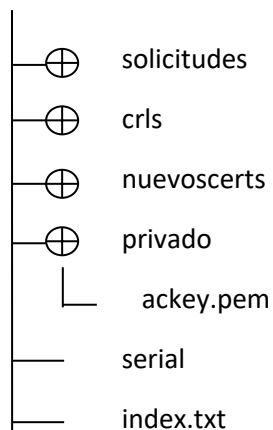 solicitudes
crls
nuevoscerts
privado
ackey.pem
serial
index.txt